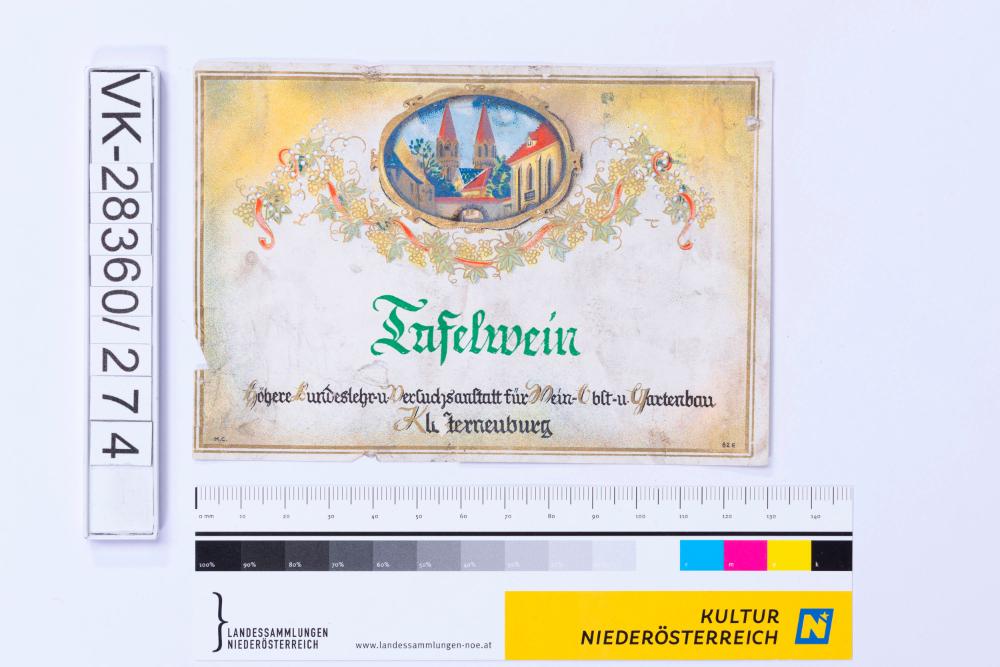 VK-28360/274
Tafelwein
Höhere Bundeslehr-u. Versuchsanstalt für Wein-Obst-u. Gartenbau
Klosterneuburg
M.C.
62 E
0 mm 10 20 30 40 50 60 70 80 90 100 110 120 130 140
100% 90% 80% 70% 60% 50% 40% 30% 20% c m y k
LANDESSAMMLUNGEN
NIEDERÖSTERREICH
www.landessammlungen-noe.at
KULTUR
NIEDERÖSTERREICH
N